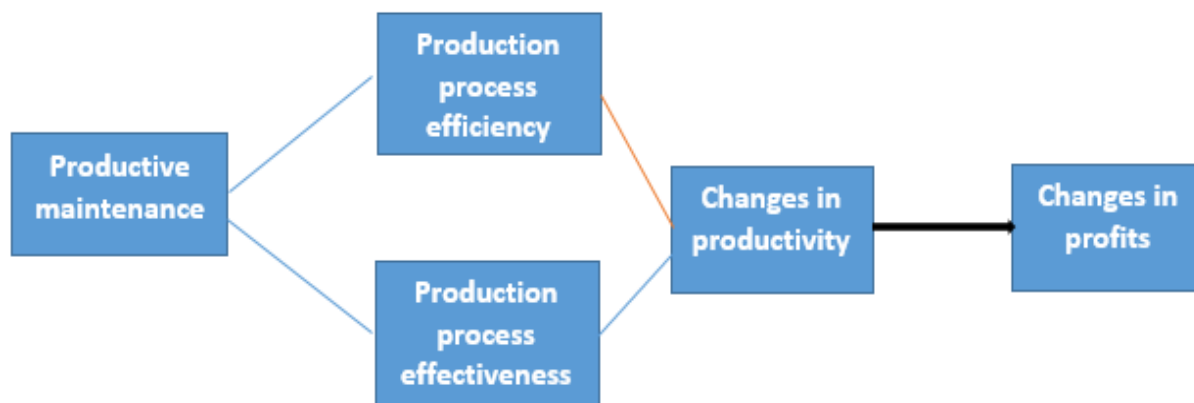 Productive
maintenance
Production
process
efficiency
Production
process
effectiveness
Changes in
productivity
Changes in
profits